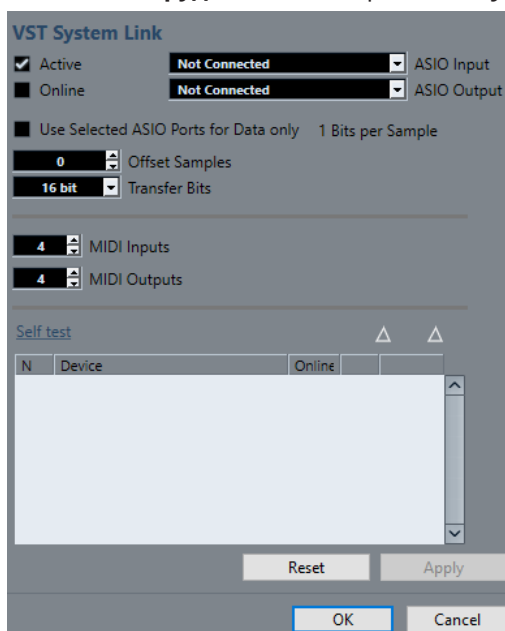 VST System Link
Active Not Connected ASIO Input
Online Not Connected ASIO Output
Use Selected ASIO Ports for Data only 1 Bits per Sample
0 Offset Samples
16 bit Transfer Bits
4 MIDI Inputs
4 MIDI Outputs
Self test
N Device Online
Reset Apply
OK Cancel